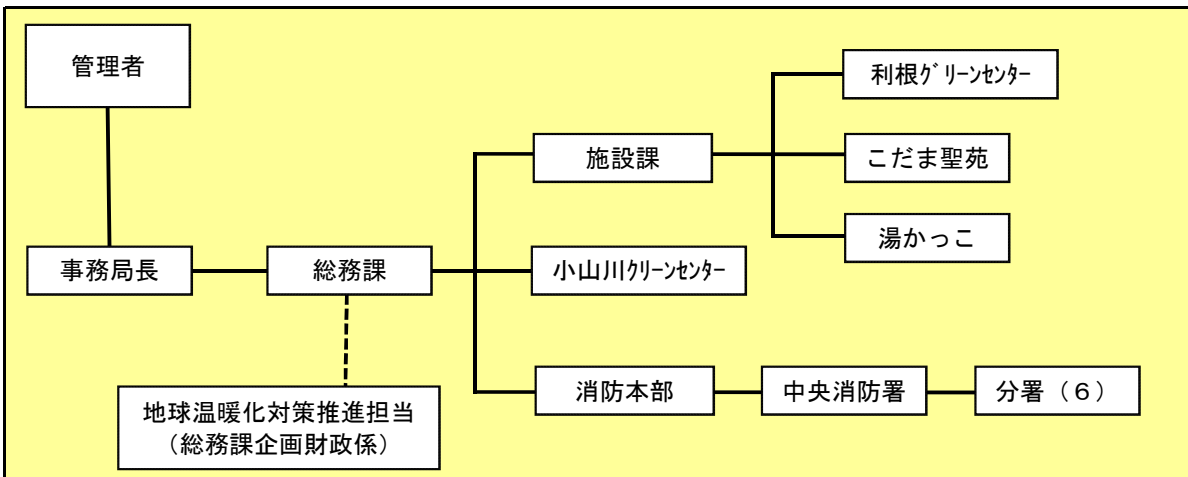 管理者
利根ｸﾞﾘーﾝｾﾝﾀｰ
施設課
こだま聖苑
湯かっこ
事務局長
総務課
小山川ｸﾘｰﾝｾﾝﾀｰ
消防本部
中央消防署
分署（６）
地球温暖化対策推進担当
（総務課企画財政係）